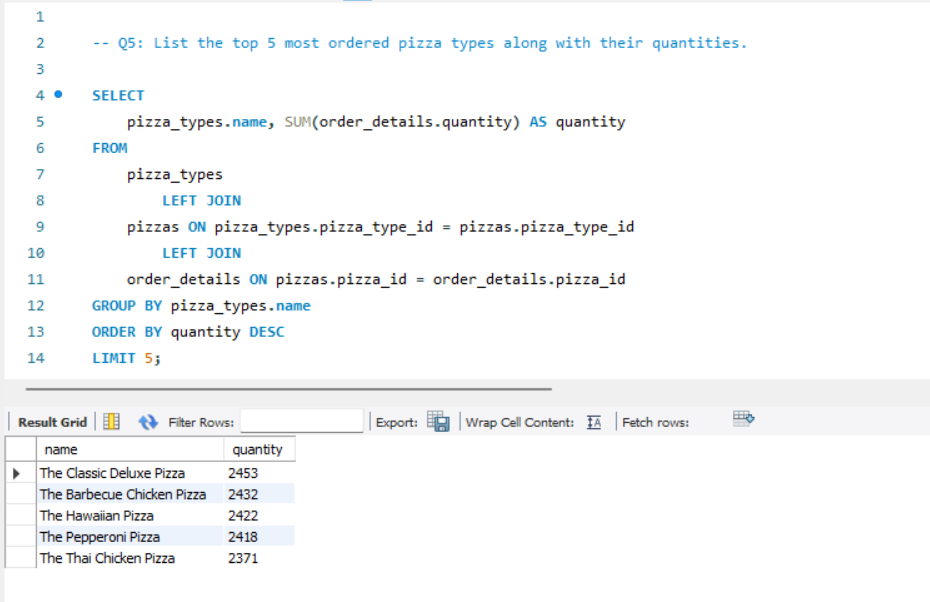 1
2 -- Q5: List the top 5 most ordered pizza types along with their quantities.
3
4 SELECT
5 pizza_types.name, SUM(order_details.quantity) AS quantity
6 FROM
7 pizza_types
8 LEFT JOIN
9 pizzas ON pizza_types.pizza_type_id = pizzas.pizza_type_id
10 LEFT JOIN
11 order_details ON pizzas.pizza_id = order_details.pizza_id
12 GROUP BY pizza_types.name
13 ORDER BY quantity DESC
14 LIMIT 5;
Result Grid Filter Rows: Export: Wrap Cell Content: IA Fetch rows:
name quantity
The Classic Deluxe Pizza 2453
The Barbecue Chicken Pizza 2432
The Hawaiian Pizza 2422
The Pepperoni Pizza 2418
The Thai Chicken Pizza 2371